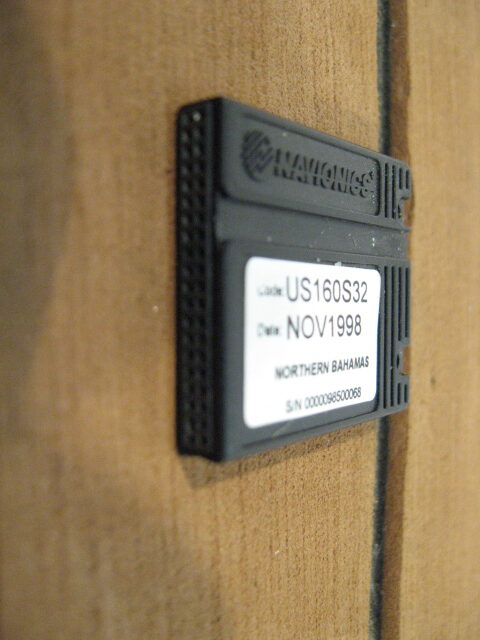 NAVIONICS
Code: US160S32
Date: NOV1998
NORTHERN BAHAMAS
S/N 0000098500068